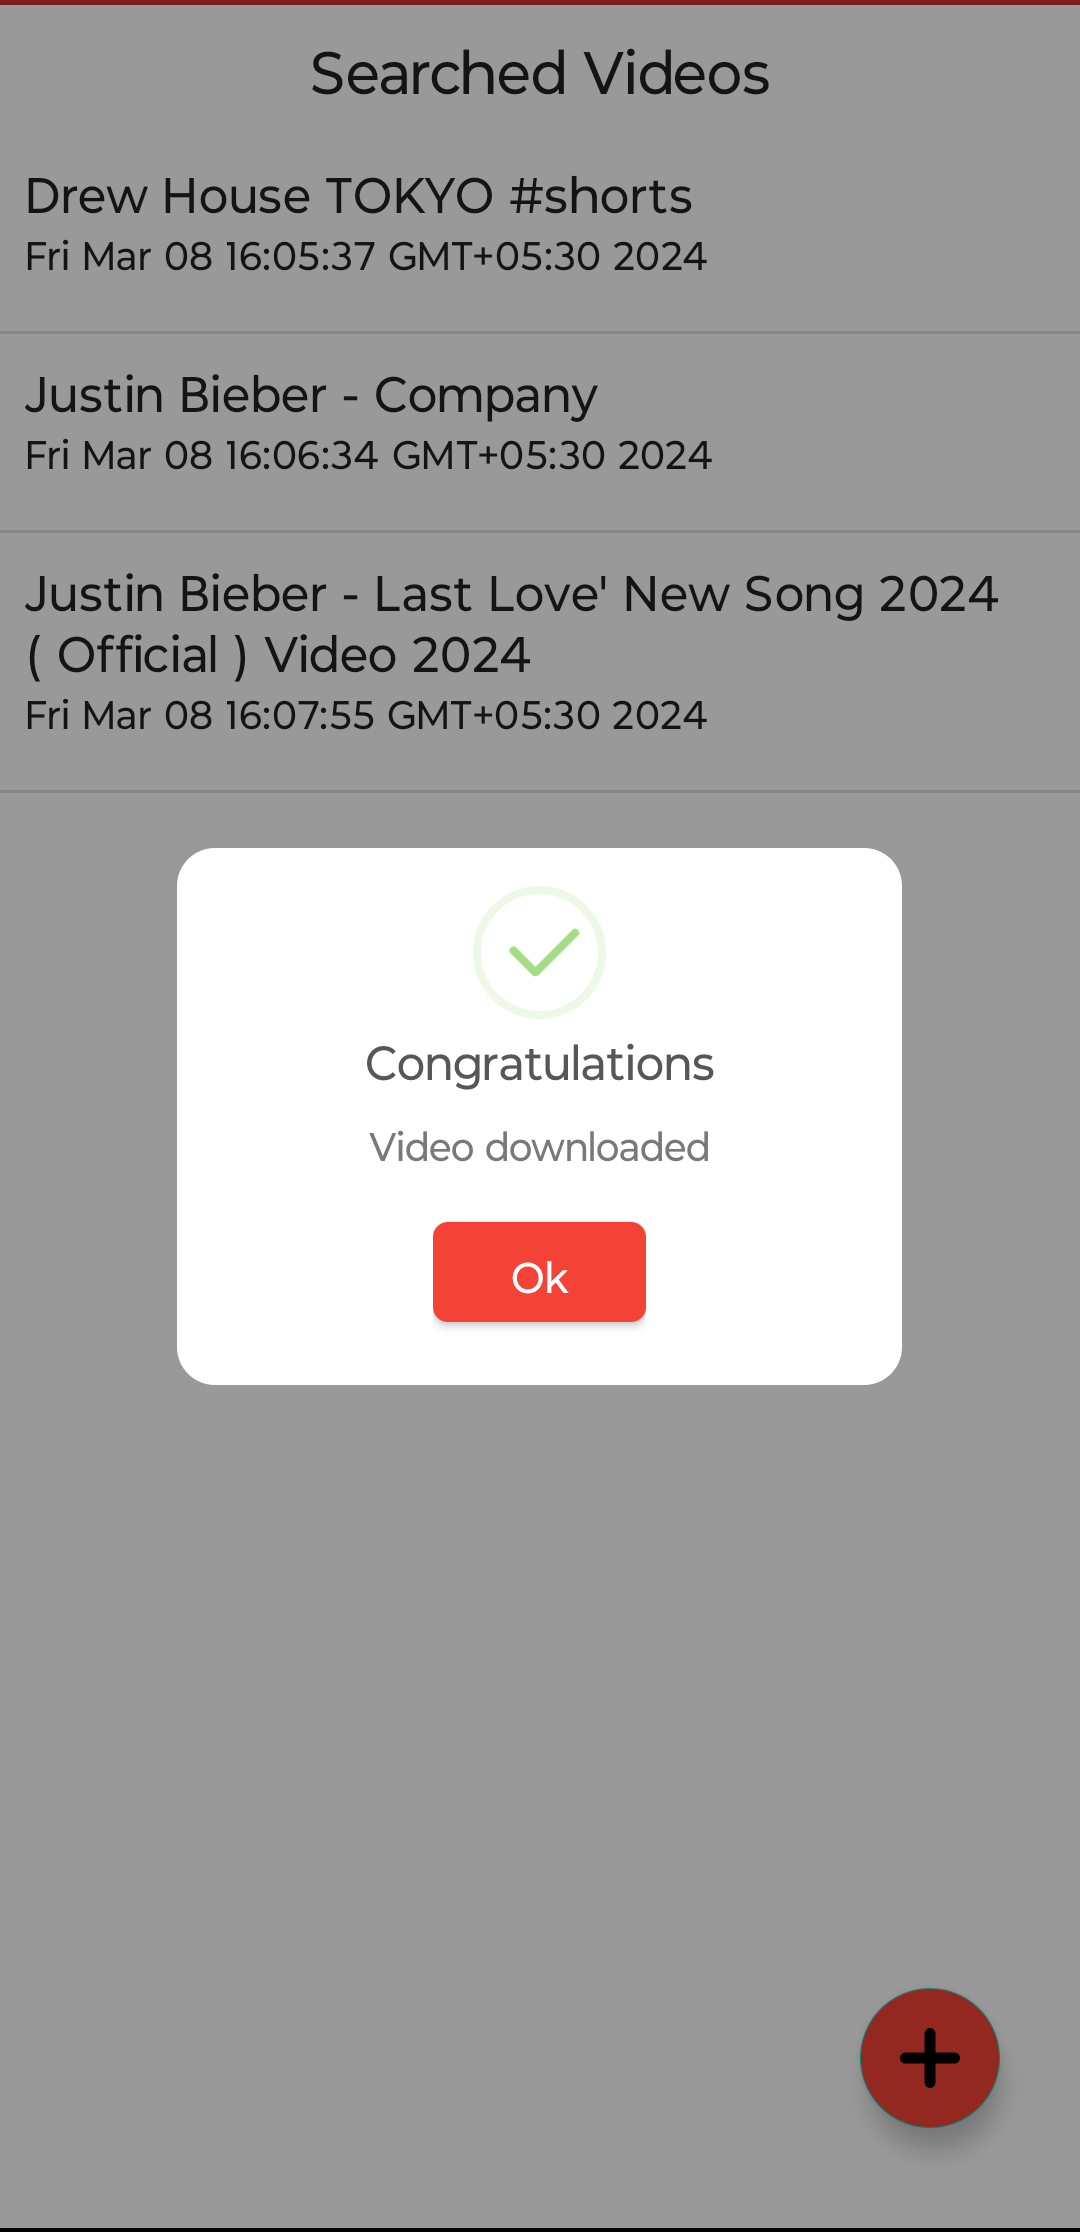 Searched Videos
Drew House TOKYO #shorts
Fri Mar 08 16:05:37 GMT+05:30 2024
Justin Bieber - Company
Fri Mar 08 16:06:34 GMT+05:30 2024
Justin Bieber - Last Love' New Song 2024
( Official ) Video 2024
Fri Mar 08 16:07:55 GMT+05:30 2024
Congratulations
Video downloaded
Ok